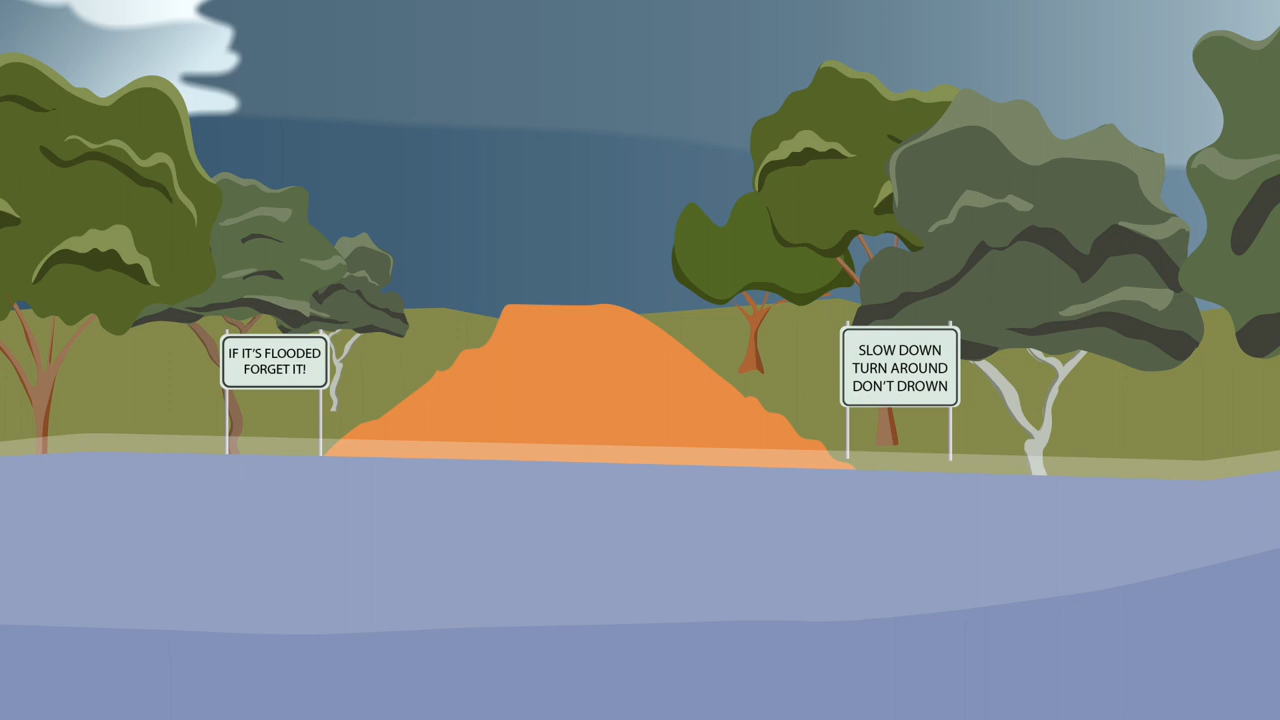 IF IT'S FLOODED
FORGET IT!
SLOW DOWN
TURN AROUND
DON'T DROWN